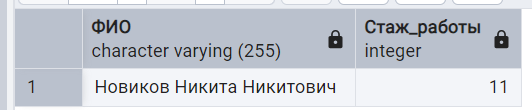 ФИО
character varying (255)
Стаж_работы
integer
1 Новиков Никита Никитович 11